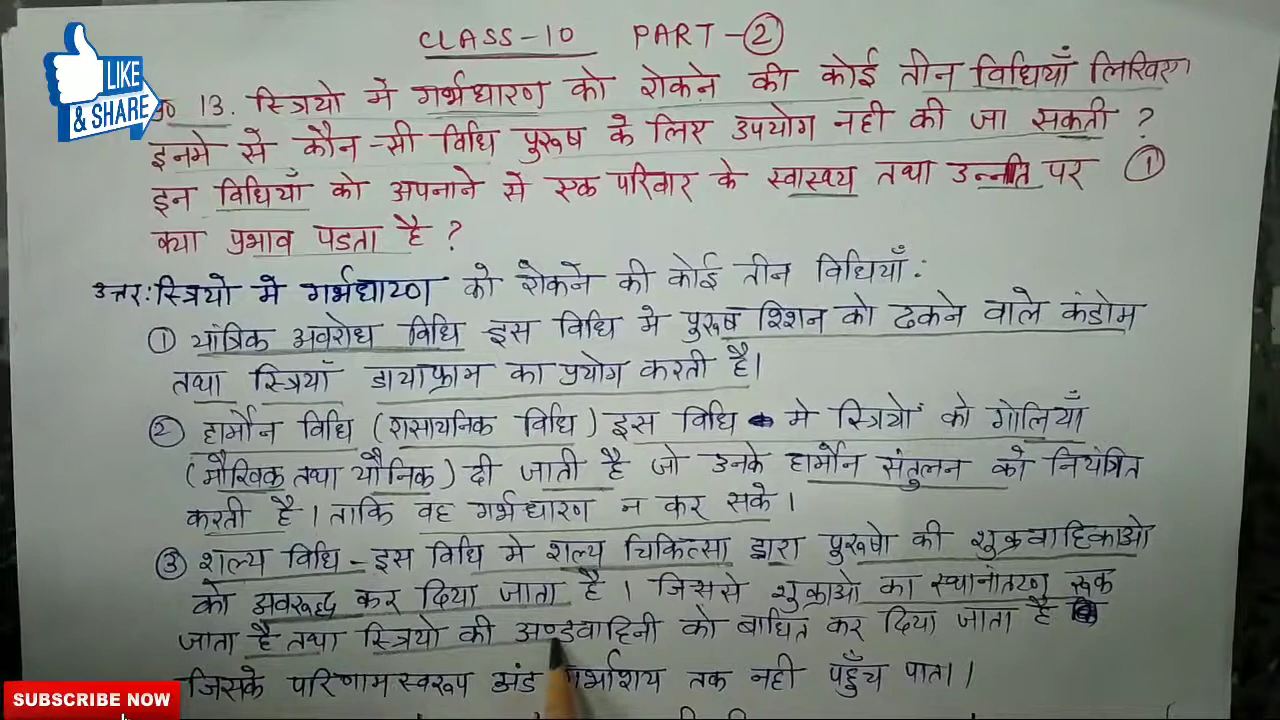 CLASS-10 PART-②
LIKE
& SHARE
13. स्त्रियो में गर्भधारण को रोकने की कोई तीन विधियाँ लिखिए
इनमे से कौन-सी विधि पुरूष के लिए उपयोग नही की जा सकती ?
इन विधियाँ को अपनाने से एक परिवार के स्वास्थ्य तथा उन्नति पर ①
क्या प्रभाव पडता है ?
उत्तर: स्त्रियो मे गर्भधारण को रोकने की कोई तीन विधियाँ:
① यांत्रिक अवरोध विधि - इस विधि मे पुरूष शिशन को ढकने वाले कंडोम
तथा स्त्रियाँ डायाफ्राम का प्रयोग करती है।
② हार्मोन विधि (रासायनिक विधि) इस विधि मे स्त्रियों को गोलियाँ
(मौखिक तथा यौनिक) दी जाती है जो उनके हार्मोन संतुलन को नियंत्रित
करती है। ताकि वह गर्भधारण न कर सके।
③ शल्य विधि - इस विधि मे शल्य चिकित्सा द्वारा पुरूषो की शुक्रवाहिकाओ
को अवरूद्ध कर दिया जाता है। जिससे शुक्राओ का स्थानांतरण रूक
जाता है तथा स्त्रियो की अण्डवाहिनी को बाधित कर दिया जाता है
जिसके परिणामस्वरूप अंड गर्भाशय तक नही पहुँच पाता।
SUBSCRIBE NOW